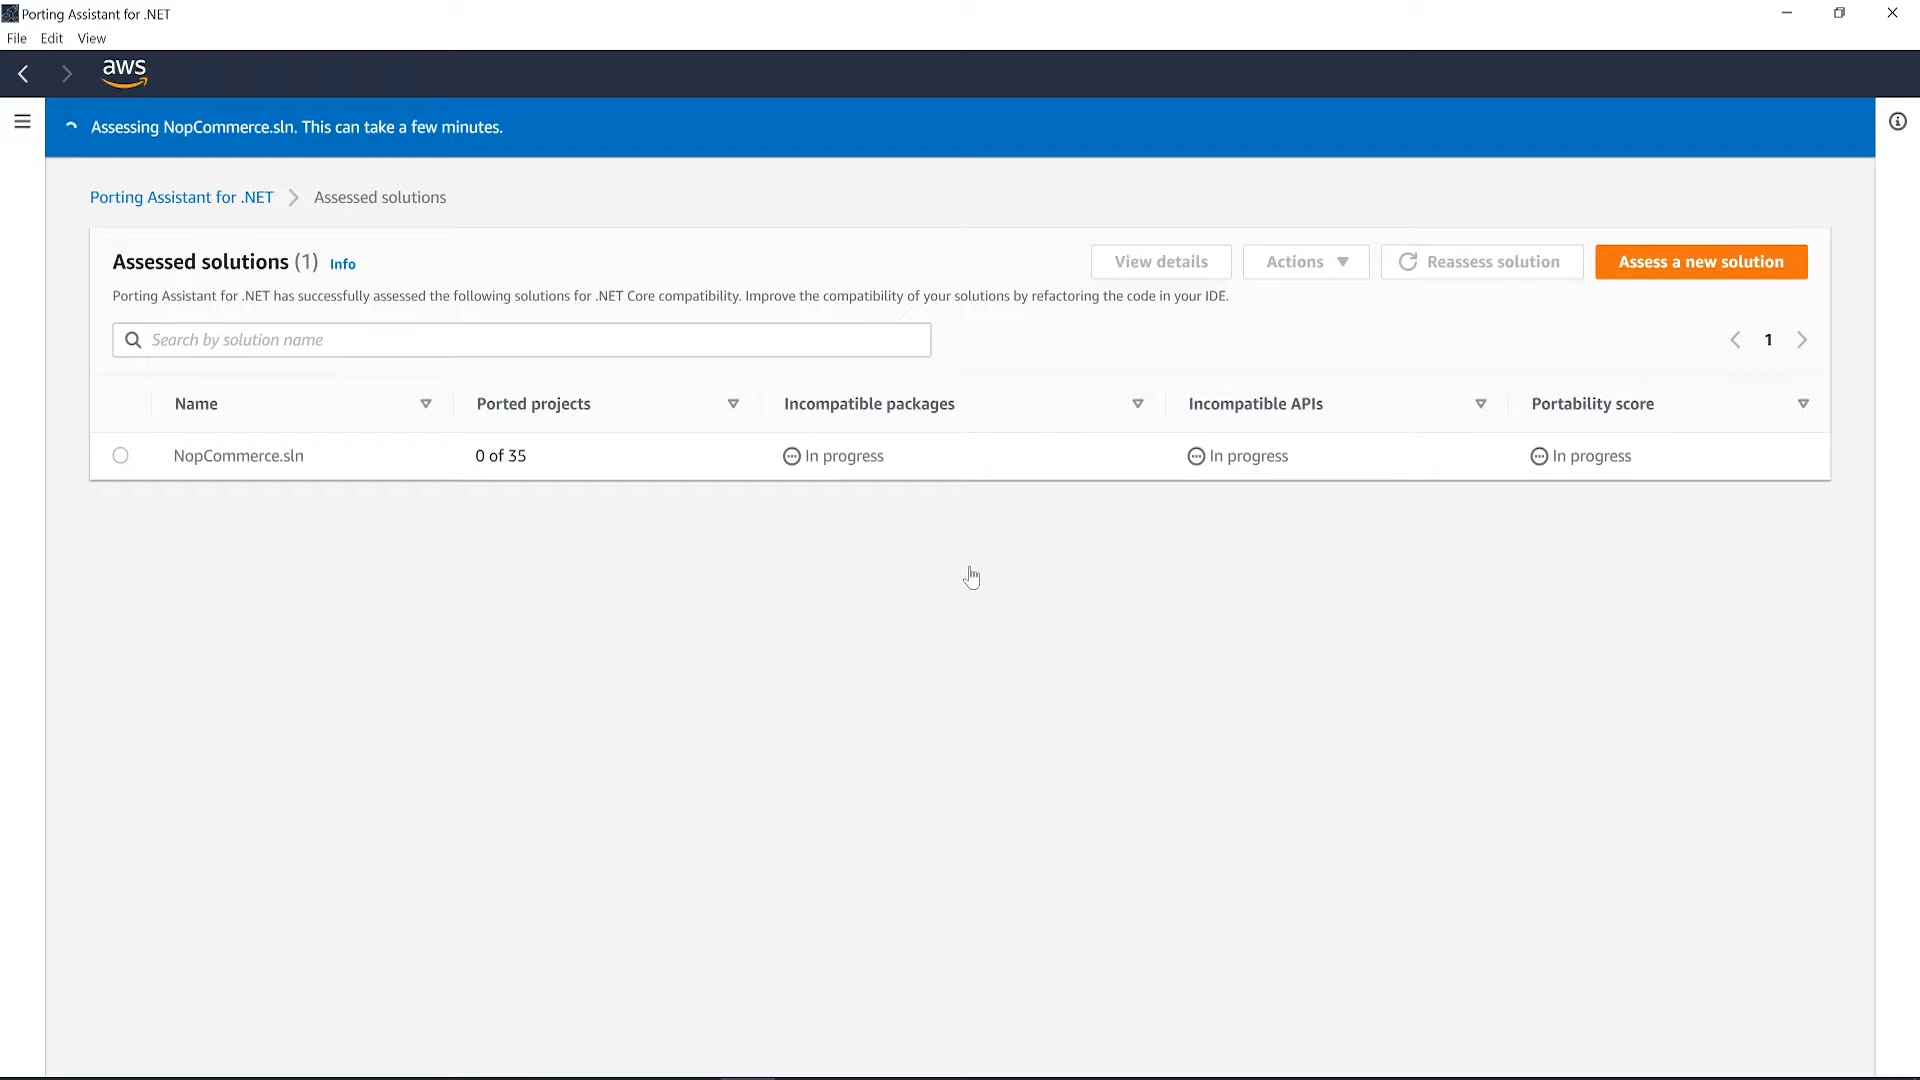 Porting Assistant for .NET
File Edit View
aws
Assessing NopCommerce.sln. This can take a few minutes.
Porting Assistant for .NET Assessed solutions
Assessed solutions (1) Info View details Actions Reassess solution Assess a new solution
Porting Assistant for .NET has successfully assessed the following solutions for .NET Core compatibility. Improve the compatibility of your solutions by refactoring the code in your IDE.
Search by solution name 1
Name Ported projects Incompatible packages Incompatible APIs Portability score
NopCommerce.sln 0 of 35 In progress In progress In progress